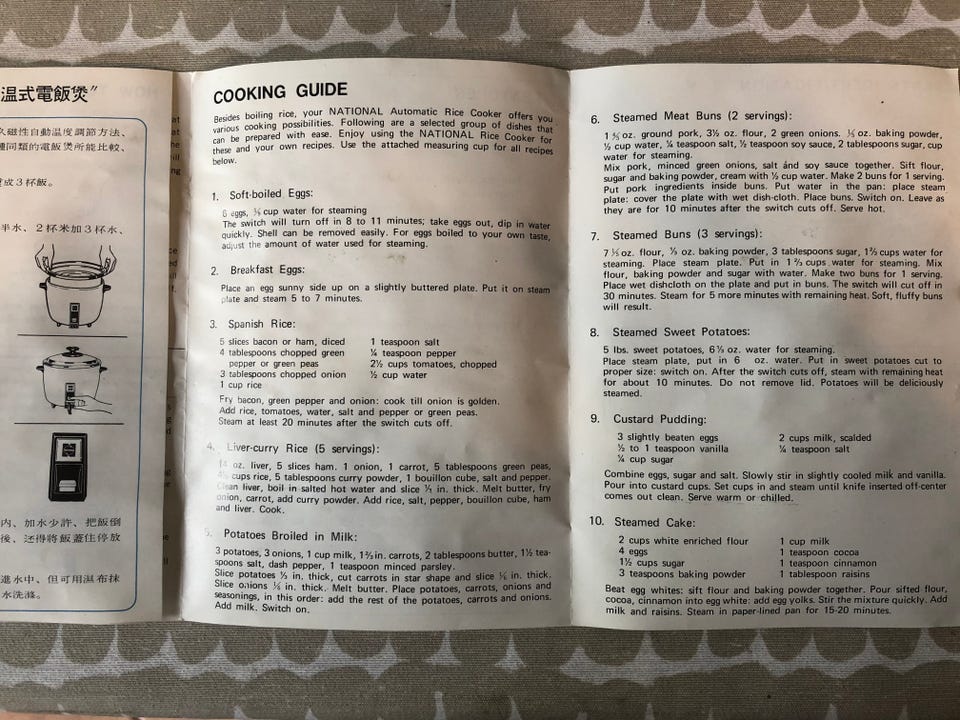 温式電飯煲”
久磁性自動温度調節方法、
同類的電飯煲所能比較、
成３杯飯。
半水、２杯米加３杯水、
内、加水少許、把飯倒
後、还得將飯蓋住停放
進水中、但可用濕布抹
水洗滌。
COOKING GUIDE
Besides boiling rice, your NATIONAL Automatic Rice Cooker offers you
various cooking possibilities. Following are a selected group of dishes that
can be prepared with ease. Enjoy using the NATIONAL Rice Cooker for
these and your own recipes. Use the attached measuring cup for all recipes
below.
1. Soft-boiled Eggs:
6 eggs, cup water for steaming
The switch will turn off in 8 to 11 minutes; take eggs out, dip in water
quickly. Shell can be removed easily. For eggs boiled to your own taste,
adjust the amount of water used for steaming.
2. Breakfast Eggs:
Place an egg sunny side up on a slightly buttered plate. Put it on steam
plate and steam 5 to 7 minutes.
3. Spanish Rice:
5 slices bacon or ham, diced
4 tablespoons chopped green
pepper or green peas
3 tablespoons chopped onion
1 cup rice
1 teaspoon salt
¼ teaspoon pepper
2½ cups tomatoes, chopped
½ cup water
Fry bacon, green pepper and onion: cook till onion is golden.
Add rice, tomatoes, water, salt and pepper or green peas.
Steam at least 20 minutes after the switch cuts off.
4. Liver-curry Rice (5 servings):
14 oz. liver, 5 slices ham. 1 onion, 1 carrot, 5 tablespoons green peas,
cups rice, 5 tablespoons curry powder, 1 bouillon cube, salt and pepper.
Clean liver, boil in salted hot water and slice in. thick. Melt butter, fry
onion, carrot, add curry powder. Add rice, salt, pepper, bouillon cube, ham
and liver. Cook.
5. Potatoes Broiled in Milk:
3 potatoes, 3 onions, 1 cup milk, in. carrots, 2 tablespoons butter, 1½ tea-
spoons salt, dash pepper, 1 teaspoon minced parsley.
Slice potatoes in. thick, cut carrots in star shape and slice in. thick.
Slice onions in. thick. Melt butter. Place potatoes, carrots, onions and
seasonings, in this order: add the rest of the potatoes, carrots and onions.
Add milk. Switch on.
6. Steamed Meat Buns (2 servings):
oz. ground pork, 3½ oz. flour, 2 green onions. oz. baking powder,
½ cup water, ¼ teaspoon salt, ½ teaspoon soy sauce, 2 tablespoons sugar, cup
water for steaming.
Mix pork, minced green onions, salt and soy sauce together. Sift flour,
sugar and baking powder, cream with ½ cup water. Make 2 buns for 1 serving.
Put pork ingredients inside buns. Put water in the pan: place steam
plate: cover the plate with wet dish-cloth. Place buns. Switch on. Leave as
they are for 10 minutes after the switch cuts off. Serve hot.
7. Steamed Buns (3 servings):
oz. flour, oz. baking powder, 3 tablespoons sugar, cups water for
steaming. Place steam plate. Put in cups water for steaming. Mix
flour, baking powder and sugar with water. Make two buns for 1 serving.
Place wet dishcloth on the plate and put in buns. The switch will cut off in
30 minutes. Steam for 5 more minutes with remaining heat. Soft, fluffy buns
will result.
8. Steamed Sweet Potatoes:
5 lbs. sweet potatoes, oz. water for steaming.
Place steam plate, put in 6 oz. water. Put in sweet potatoes cut to
proper size: switch on. After the switch cuts off, steam with remaining heat
for about 10 minutes. Do not remove lid. Potatoes will be deliciously
steamed.
9. Custard Pudding:
3 slightly beaten eggs
½ to 1 teaspoon vanilla
¼ cup sugar
2 cups milk, scalded
¼ teaspoon salt
Combine eggs, sugar and salt. Slowly stir in slightly cooled milk and vanilla.
Pour into custard cups. Set cups in and steam until knife inserted off-center
comes out clean. Serve warm or chilled.
10. Steamed Cake:
2 cups white enriched flour
4 eggs
1½ cups sugar
3 teaspoons baking powder
1 cup milk
1 teaspoon cocoa
1 teaspoon cinnamon
1 tablespoon raisins
Beat egg whites: sift flour and baking powder together. Pour sifted flour,
cocoa, cinnamon into egg white: add egg yolks. Stir the mixture quickly. Add
milk and raisins. Steam in paper-lined pan for 15-20 minutes.